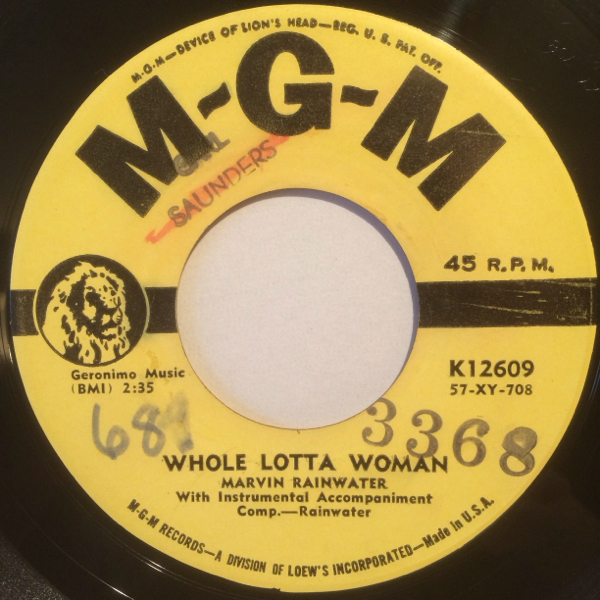 M-G-M—DEVICE OF LION'S HEAD—REG. U. S. PAT. OFF.
M-G-M
SAUNDERS
45 R.P.M.
Geronimo Music
(BMI) 2:35
K12609
57-XY-708
68
3368
WHOLE LOTTA WOMAN
MARVIN RAINWATER
With Instrumental Accompaniment
Comp.—Rainwater
M-G-M RECORDS—A DIVISION OF LOEW'S INCORPORATED—Made in U.S.A.